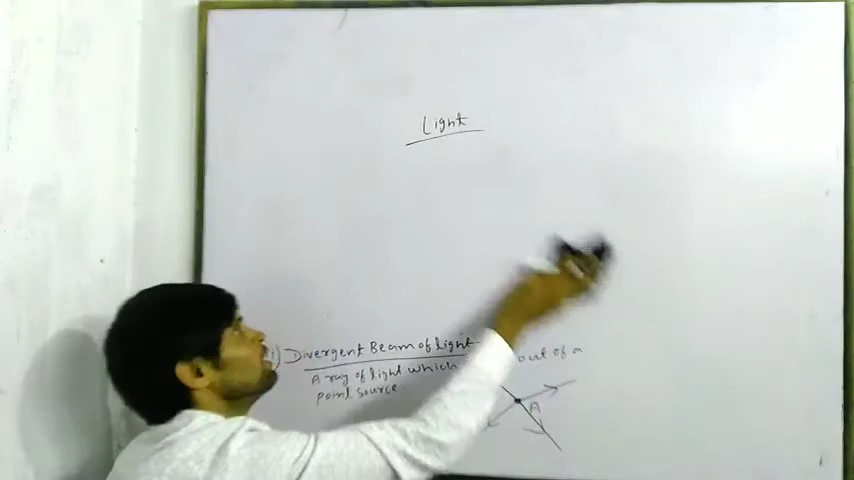 Light
i) Divergent Beam of light
A ray of light which out of a
point source
A